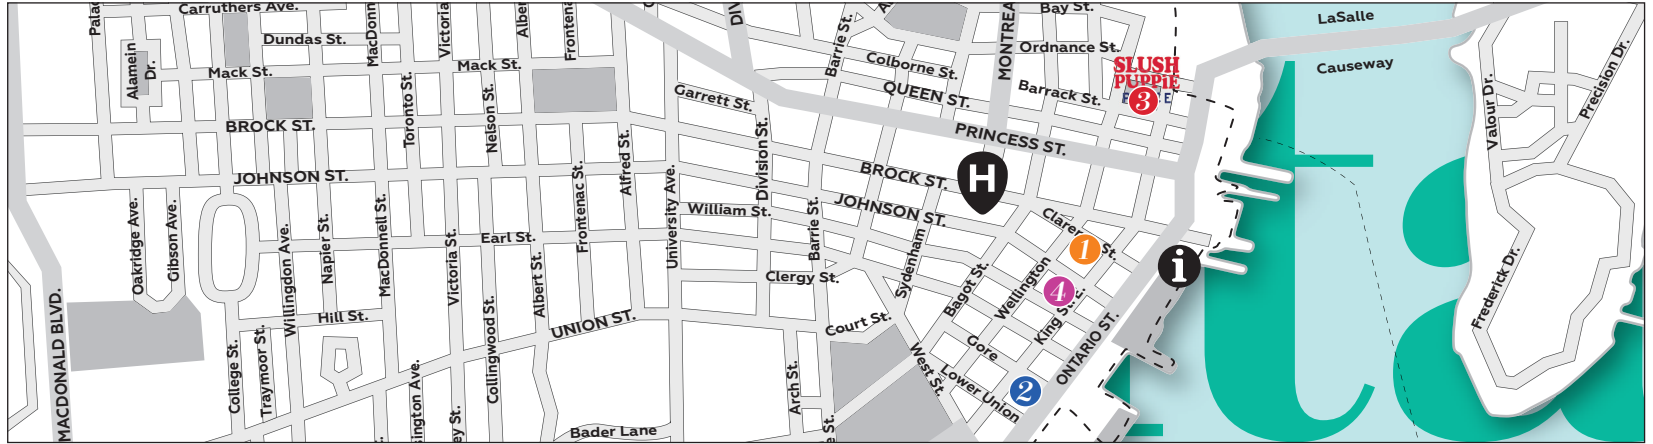 Carruthers Ave.
Dundas St.
Mack St.
Mack St.
Alamein
Dr.
Toronto St.
Nelson St.
BROCK ST.
JOHNSON ST.
Garrett St.
Division St.
Alfred St.
University Ave.
Frontenac St.
William St.
Earl St.
Clergy St.
Barrie St.
Barrie St.
Colborne St.
QUEEN ST.
PRINCESS ST.
BROCK ST.
JOHNSON ST.
Bay St.
Ordnance St.
Barrack St.
SLUSH
PUPPIE
3
H
LaSalle
Causeway
Valour Dr.
Precision Dr.
Frederick Dr.
Oakridge Ave.
Gibson Ave.
Willingdon Ave.
Napier St.
MacDonnell St.
Victoria St.
Albert St.
Collingwood St.
Hill St.
UNION ST.
College St.
Traymoor St.
MACDONALD BLVD.
Arch St.
Bader Lane
Court St.
West St.
Sydenham
Bagot St.
Wellington
King St. E.
Gore
Lower Union
ONTARIO ST.
1
4
2
i